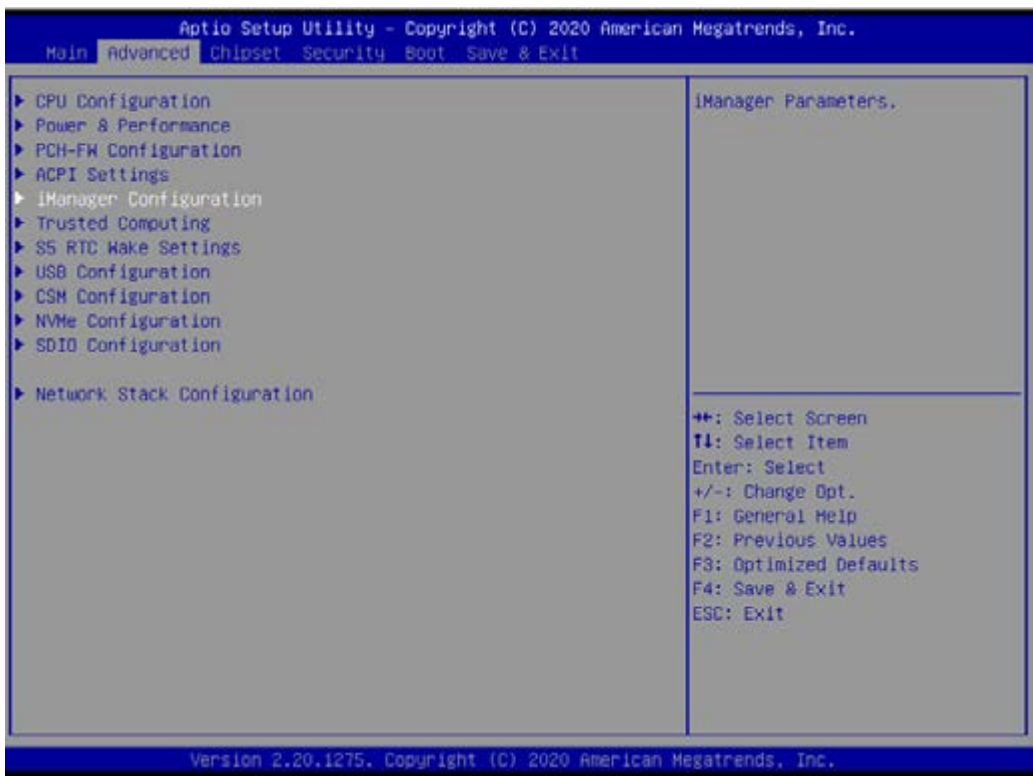 Aptio Setup Utility - Copyright (C) 2020 American Megatrends, Inc.
Main Advanced Chipset Security Boot Save & Exit
CPU Configuration
Power & Performance
PCH-FW Configuration
ACPI Settings
iManager Configuration
Trusted Computing
S5 RTC Wake Settings
USB Configuration
CSM Configuration
NVMe Configuration
SDIO Configuration
Network Stack Configuration
iManager Parameters.
→←: Select Screen
↑↓: Select Item
Enter: Select
+/-: Change Opt.
F1: General Help
F2: Previous Values
F3: Optimized Defaults
F4: Save & Exit
ESC: Exit
Version 2.20.1275. Copyright (C) 2020 American Megatrends, Inc.